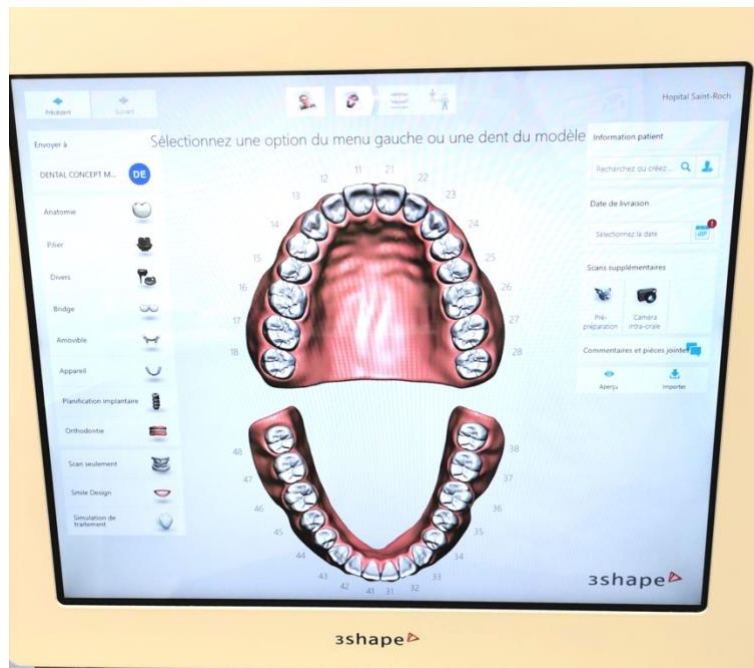 Précédent
Suivant
Hopital Saint-Roch
Envoyer à
DENTAL CONCEPT M...
DE
Sélectionnez une option du menu gauche ou une dent du modèle
Anatomie
Pilier
Divers
Bridge
Amovible
Appareil
Planification implantaire
Orthodontie
Scan seulement
Smile Design
Simulation de
traitement
11 21
12 22
13 23
14 24
15 25
16 26
17 27
18 28
48 38
47 37
46 36
45 35
44 34
43 33
42 41 31 32
Information patient
Recherchez ou créez ...
Date de livraison
Sélectionnez la date
Scans supplémentaires
Pré-
préparation
Caméra
intra-orale
Commentaires et pièces jointes
Aperçu
Importer
3shape
3shape